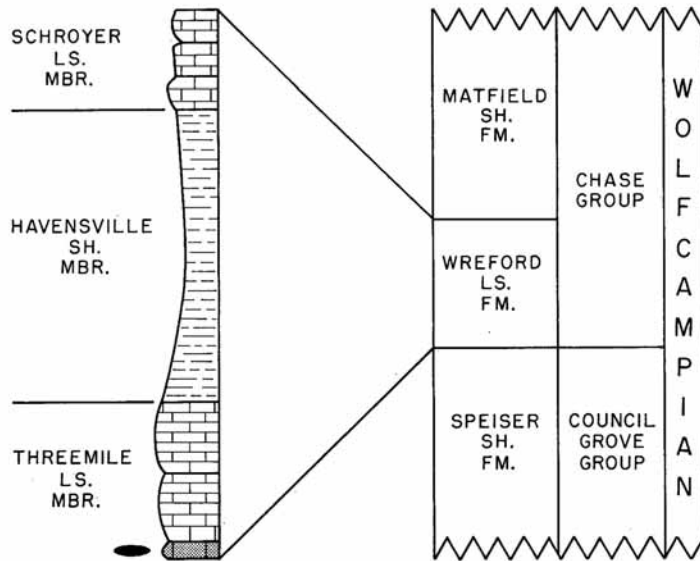 SCHROYER
LS.
MBR.
HAVENSVILLE
SH.
MBR.
THREEMILE
LS.
MBR.
MATFIELD
SH.
FM.
WREFORD
LS.
FM.
SPEISER
SH.
FM.
CHASE
GROUP
COUNCIL
GROVE
GROUP
WOLFCAMPIAN